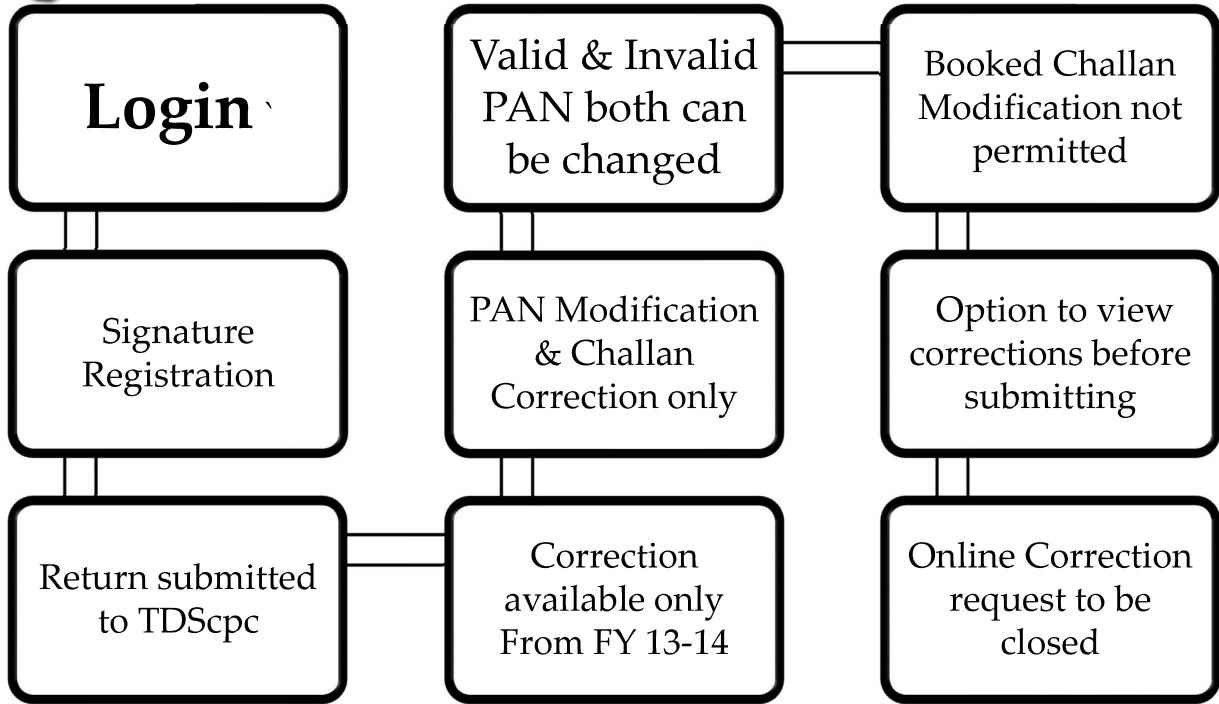 Login `
Signature
Registration
Return submitted
to TDScpc
Correction
available only
From FY 13-14
PAN Modification
& Challan
Correction only
Valid & Invalid
PAN both can
be changed
Booked Challan
Modification not
permitted
Option to view
corrections before
submitting
Online Correction
request to be
closed